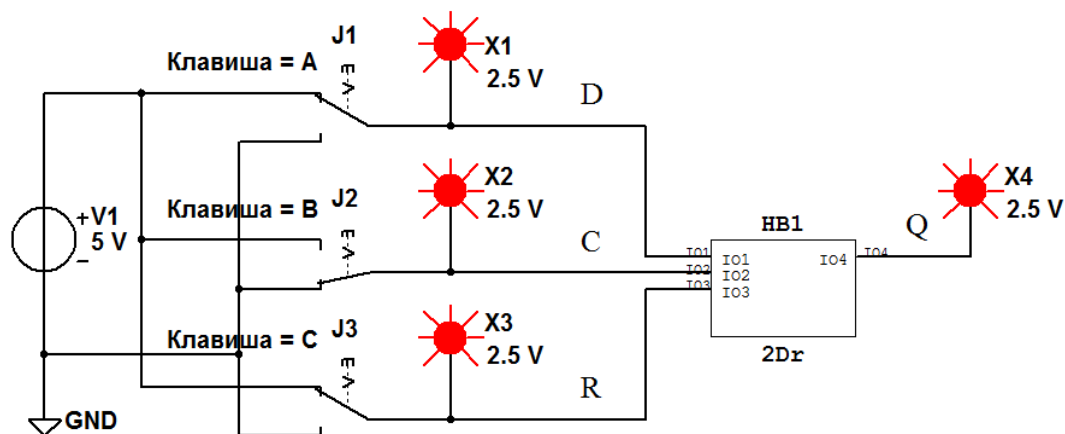 J1
Клавиша = A
X1
2.5 V
D
X2
2.5 V
J2
Клавиша = B
+V1
5 V
–
C
X4
2.5 V
Q
HB1
IO1
IO1
IO2
IO2
IO3
IO3
IO4
IO4
2Dr
J3
Клавиша = C
X3
2.5 V
R
GND